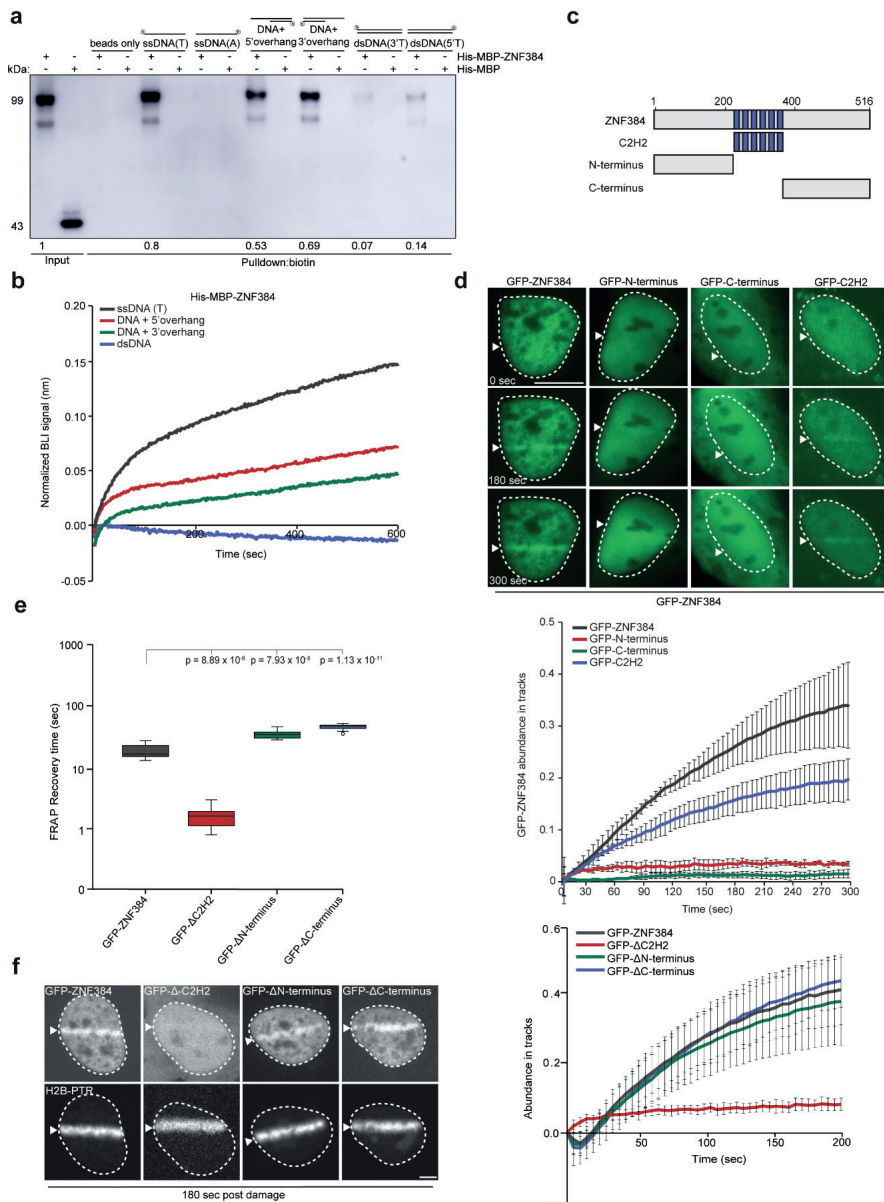 a
beads only ssDNA(T) ssDNA(A) DNA+ 5'overhang DNA+ 3'overhang dsDNA(3'T) dsDNA(5'T)
+ - + - + - + - + - + - + - + - His-MBP-ZNF384
kDa: - + - + - + - + - + - + - + - + His-MBP
99
43
1 0.8 0.53 0.69 0.07 0.14
Input Pulldown:biotin
b
His-MBP-ZNF384
ssDNA (T)
DNA + 5'overhang
DNA + 3'overhang
dsDNA
Normalized BLI signal (nm)
0.20
0.15
0.10
0.05
0.00
-0.05
200 400 600
Time (sec)
c
1 200 400 516
ZNF384
C2H2
N-terminus
C-terminus
d
GFP-ZNF384 GFP-N-terminus GFP-C-terminus GFP-C2H2
0 sec
180sec
300sec
GFP-ZNF384
GFP-ZNF384
GFP-N-terminus
GFP-C-terminus
GFP-C2H2
GFP-ZNF384 abundance in tracks
0.5
0.4
0.3
0.2
0.1
0
0 30 60 90 120 150 180 210 240 270 300
Time (sec)
e
FRAP Recovery time (sec)
1000
100
10
1
0
p = 8.89 x 10⁻⁸ p = 7.93 x 10⁻⁸ p = 1.13 x 10⁻¹¹
GFP-ZNF384
GFP-ΔC2H2
GFP-ΔN-terminus
GFP-ΔC-terminus
f
GFP-ZNF384 GFP-Δ-C2H2 GFP-ΔN-terminus GFP-ΔC-terminus
H2B-PTR
180 sec post damage
GFP-ZNF384
GFP-ΔC2H2
GFP-ΔN-terminus
GFP-ΔC-terminus
Abundance in tracks
0.6
0.4
0.2
0.0
50 100 150 200
Time (sec)